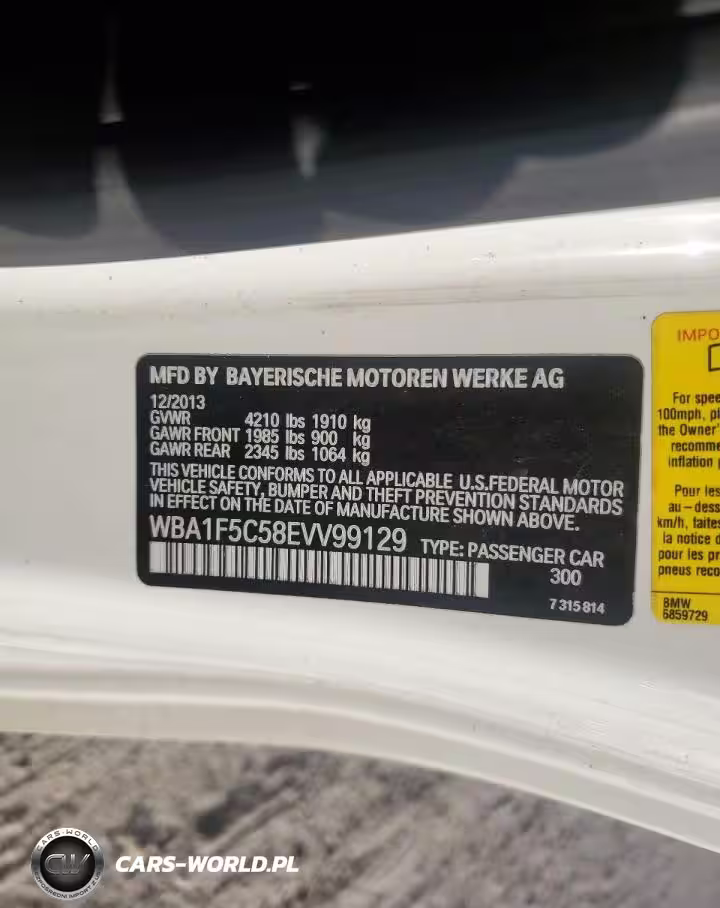 MFD BY BAYERISCHE MOTOREN WERKE AG
12/2013
GVWR 4210 lbs 1910 kg
GAWR FRONT 1985 lbs 900 kg
GAWR REAR 2345 lbs 1064 kg
THIS VEHICLE CONFORMS TO ALL APPLICABLE U.S.FEDERAL MOTOR
VEHICLE SAFETY, BUMPER AND THEFT PREVENTION STANDARDS
IN EFFECT ON THE DATE OF MANUFACTURE SHOWN ABOVE.
WBA1F5C58EVV99129 TYPE: PASSENGER CAR
300
7 315 814
IMPO
For spee
100mph, pl
the Owner'
recomme
inflation p
Pour les
au-dess
km/h, faites
la notice d
pour les pr
pneus reco
BMW
6859729
CARS-WORLD
CW
CARS-WORLD.PL